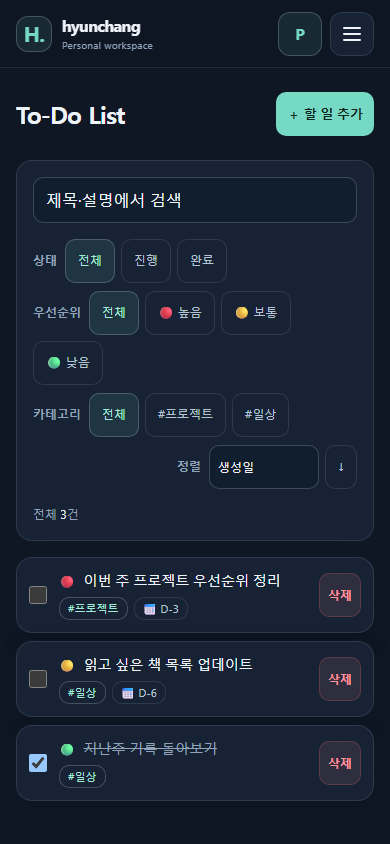 H.
hyunchang
Personal workspace
P
To-Do List
+ 할 일 추가
제목·설명에서 검색
상태 전체 진행 완료
우선순위 전체 높음 보통
낮음
카테고리 전체 #프로젝트 #일상
정렬 생성일 ↓
전체 3건
이번 주 프로젝트 우선순위 정리
#프로젝트 D-3
삭제
읽고 싶은 책 목록 업데이트
#일상 D-6
삭제
지난주 기록 돌아보기
#일상
삭제